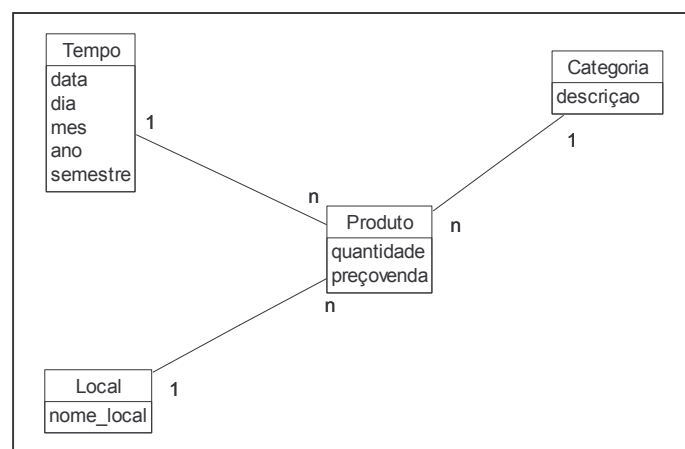 Tempo
data
dia
mes
ano
semestre
Categoria
descriçao
1
1
n
n
Produto
quantidade
preçovenda
n
Local
nome_local
1